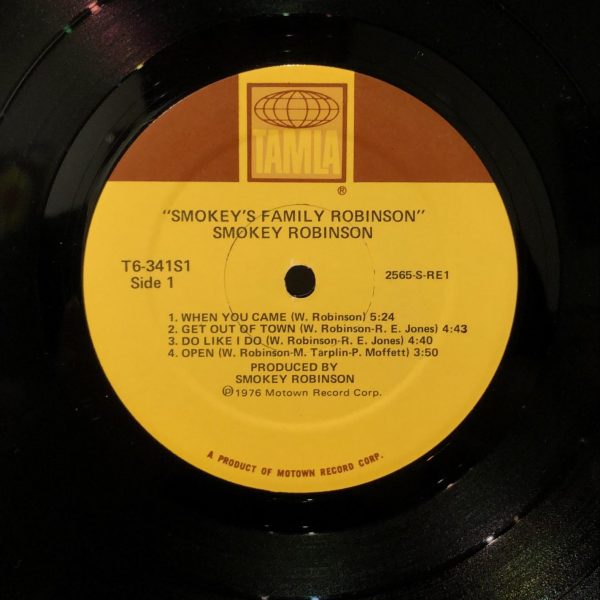 TAMLA
®
"SMOKEY'S FAMILY ROBINSON"
SMOKEY ROBINSON
T6-341S1
Side 1
2565-S-RE1
1. WHEN YOU CAME (W. Robinson) 5:24
2. GET OUT OF TOWN (W. Robinson-R. E. Jones) 4:43
3. DO LIKE I DO (W. Robinson-R. E. Jones) 4:40
4. OPEN (W. Robinson-M. Tarplin-P. Moffett) 3:50
PRODUCED BY
SMOKEY ROBINSON
℗1976 Motown Record Corp.
A PRODUCT OF MOTOWN RECORD CORP.